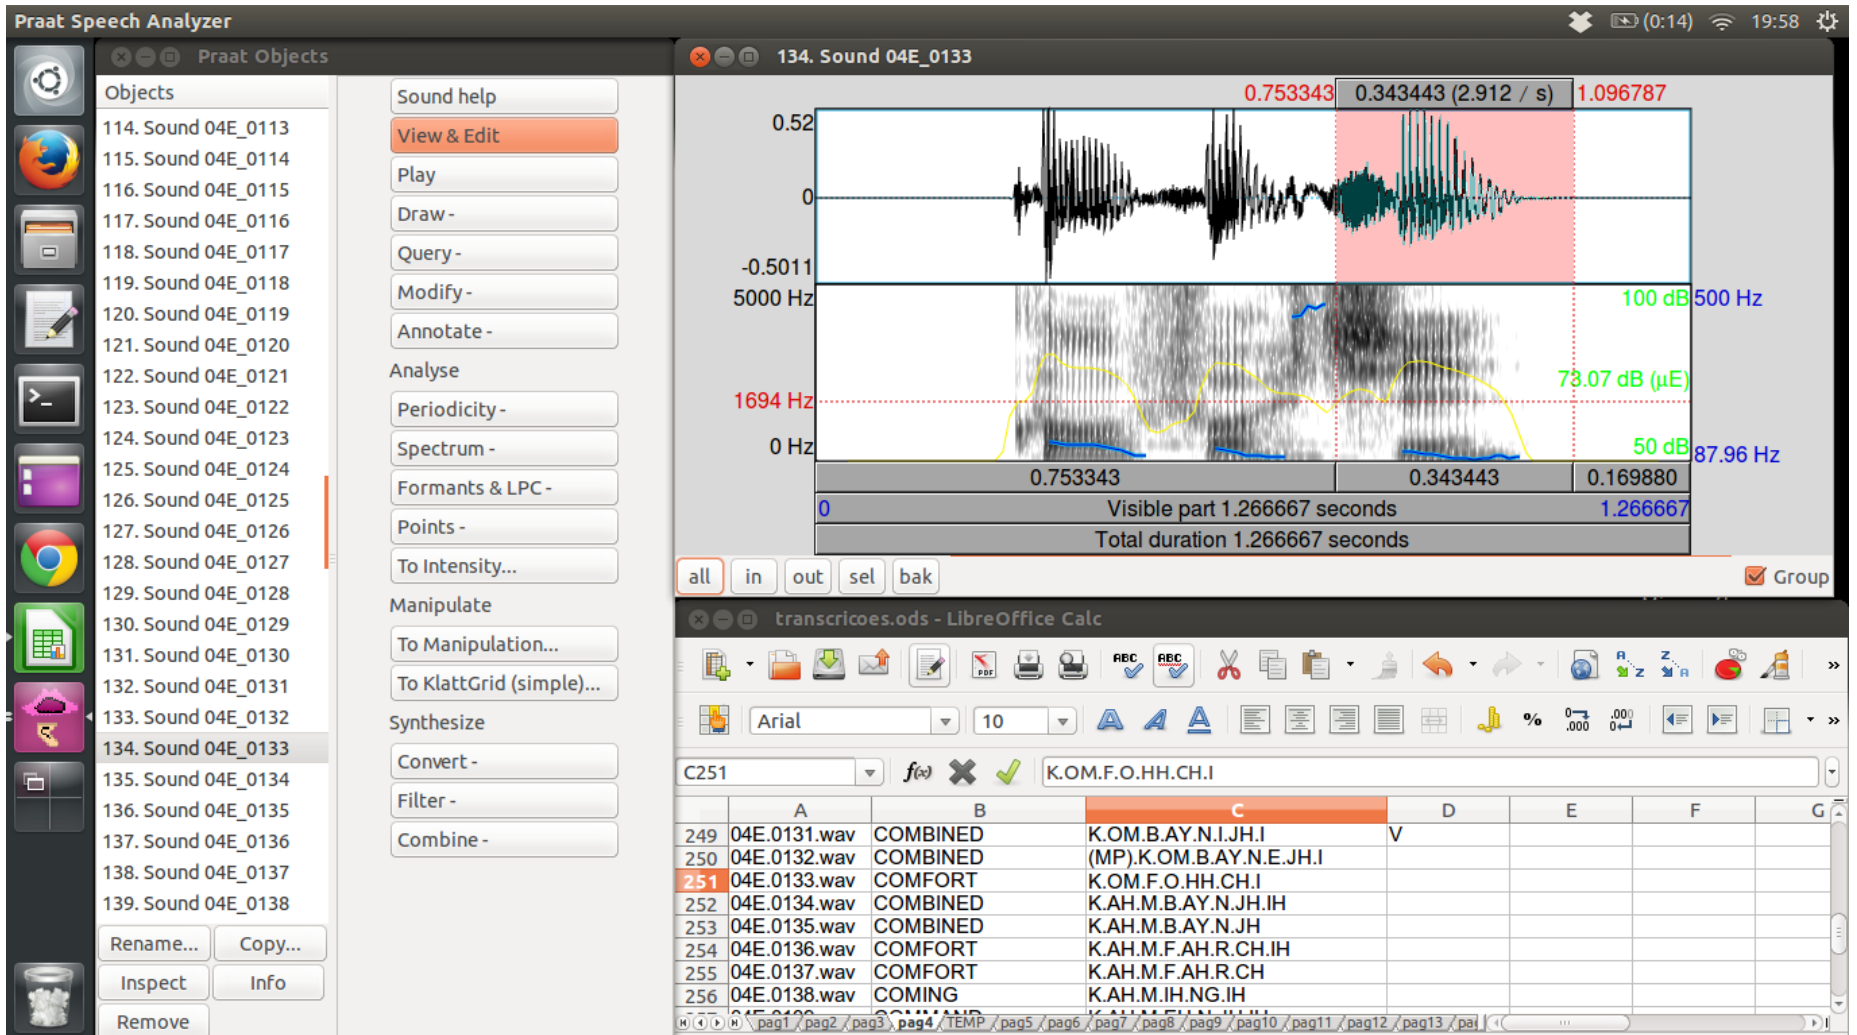 Praat Speech Analyzer
(0:14)
19:58
Praat Objects
Objects
114. Sound 04E_0113
115. Sound 04E_0114
116. Sound 04E_0115
117. Sound 04E_0116
118. Sound 04E_0117
119. Sound 04E_0118
120. Sound 04E_0119
121. Sound 04E_0120
122. Sound 04E_0121
123. Sound 04E_0122
124. Sound 04E_0123
125. Sound 04E_0124
126. Sound 04E_0125
127. Sound 04E_0126
128. Sound 04E_0127
129. Sound 04E_0128
130. Sound 04E_0129
131. Sound 04E_0130
132. Sound 04E_0131
133. Sound 04E_0132
134. Sound 04E_0133
135. Sound 04E_0134
136. Sound 04E_0135
137. Sound 04E_0136
138. Sound 04E_0137
139. Sound 04E_0138
Rename... Copy...
Inspect Info
Remove
Sound help
View & Edit
Play
Draw -
Query -
Modify -
Annotate -
Analyse
Periodicity -
Spectrum -
Formants & LPC -
Points -
To Intensity...
Manipulate
To Manipulation...
To KlattGrid (simple)...
Synthesize
Convert -
Filter -
Combine -
134. Sound 04E_0133
0.753343 0.343443 (2.912 / s) 1.096787
0.52
0
-0.5011
5000 Hz 100 dB 500 Hz
73.07 dB (µE)
1694 Hz
0 Hz 50 dB 87.96 Hz
0.753343 0.343443 0.169880
0 Visible part 1.266667 seconds 1.266667
Total duration 1.266667 seconds
all in out sel bak Group
transcricoes.ods - LibreOffice Calc
Arial 10
C251 f(x) K.OM.F.O.HH.CH.I
A B C D E F G
249 04E.0131.wav COMBINED K.OM.B.AY.N.I.JH.I V
250 04E.0132.wav COMBINED (MP).K.OM.B.AY.N.E.JH.I
251 04E.0133.wav COMFORT K.OM.F.O.HH.CH.I
252 04E.0134.wav COMBINED K.AH.M.B.AY.N.JH.IH
253 04E.0135.wav COMBINED K.AH.M.B.AY.N.JH
254 04E.0136.wav COMFORT K.AH.M.F.AH.R.CH.IH
255 04E.0137.wav COMFORT K.AH.M.F.AH.R.CH
256 04E.0138.wav COMING K.AH.M.IH.NG.IH
pag1 pag2 pag3 pag4 TEMP pag5 pag6 pag7 pag8 pag9 pag10 pag11 pag12 pag13